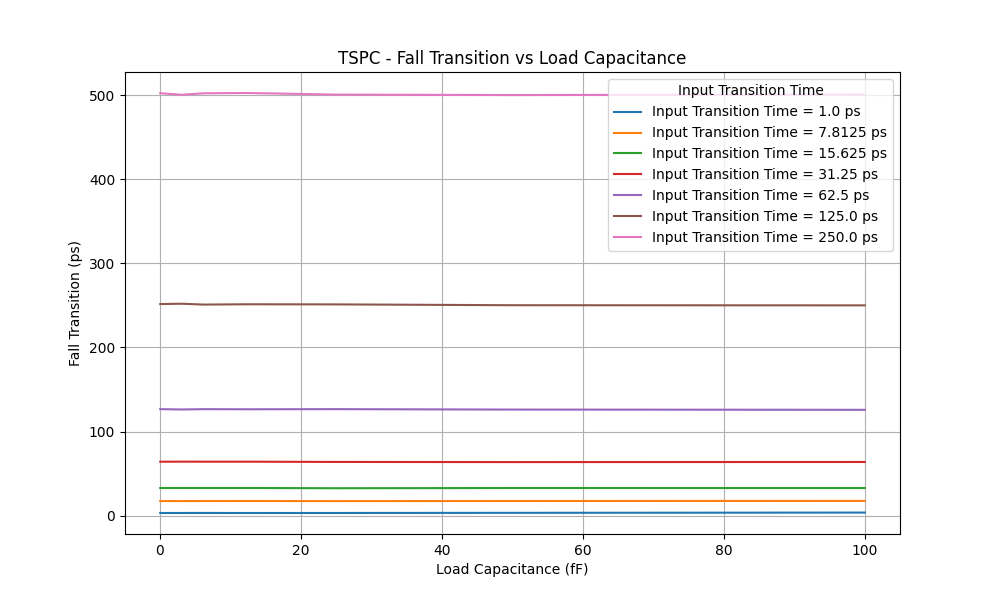 TSPC - Fall Transition vs Load Capacitance
Input Transition Time
Input Transition Time = 1.0 ps
Input Transition Time = 7.8125 ps
Input Transition Time = 15.625 ps
Input Transition Time = 31.25 ps
Input Transition Time = 62.5 ps
Input Transition Time = 125.0 ps
Input Transition Time = 250.0 ps
Fall Transition (ps)
500
400
300
200
100
0
0 20 40 60 80 100
Load Capacitance (fF)